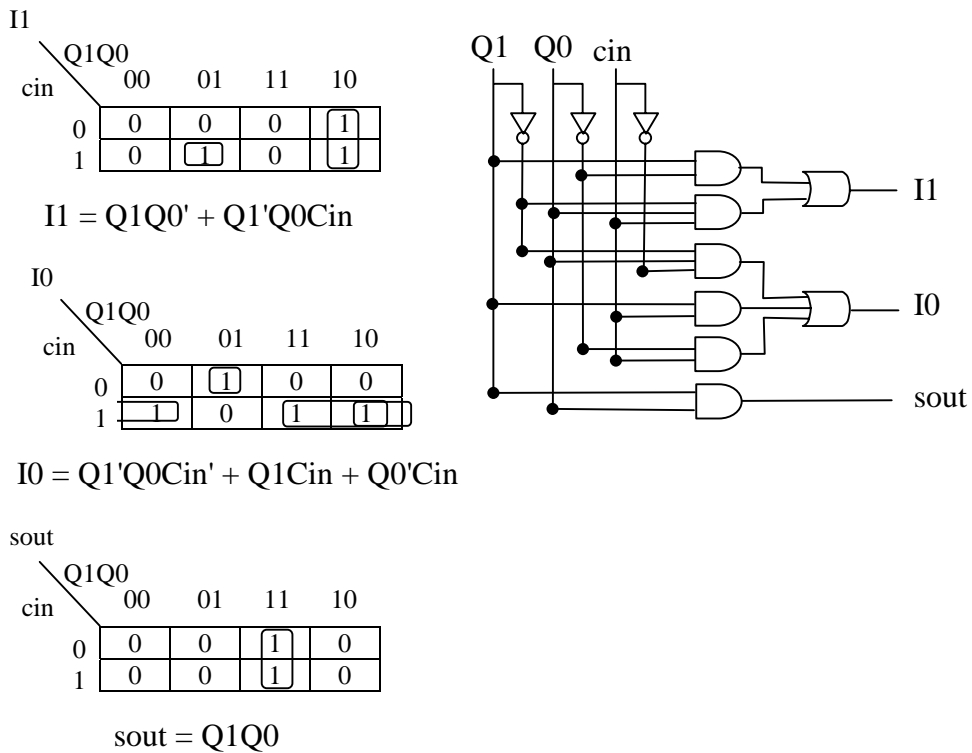 I1
Q1Q0
cin 00 01 11 10
0 0 0 0 1
1 0 1 0 1
I1 = Q1Q0' + Q1'Q0Cin
I0
Q1Q0
cin 00 01 11 10
0 0 1 0 0
1 1 0 1 1
I0 = Q1'Q0Cin' + Q1Cin + Q0'Cin
sout
Q1Q0
cin 00 01 11 10
0 0 0 1 0
1 0 0 1 0
sout = Q1Q0
Q1 Q0 cin
I1
I0
sout